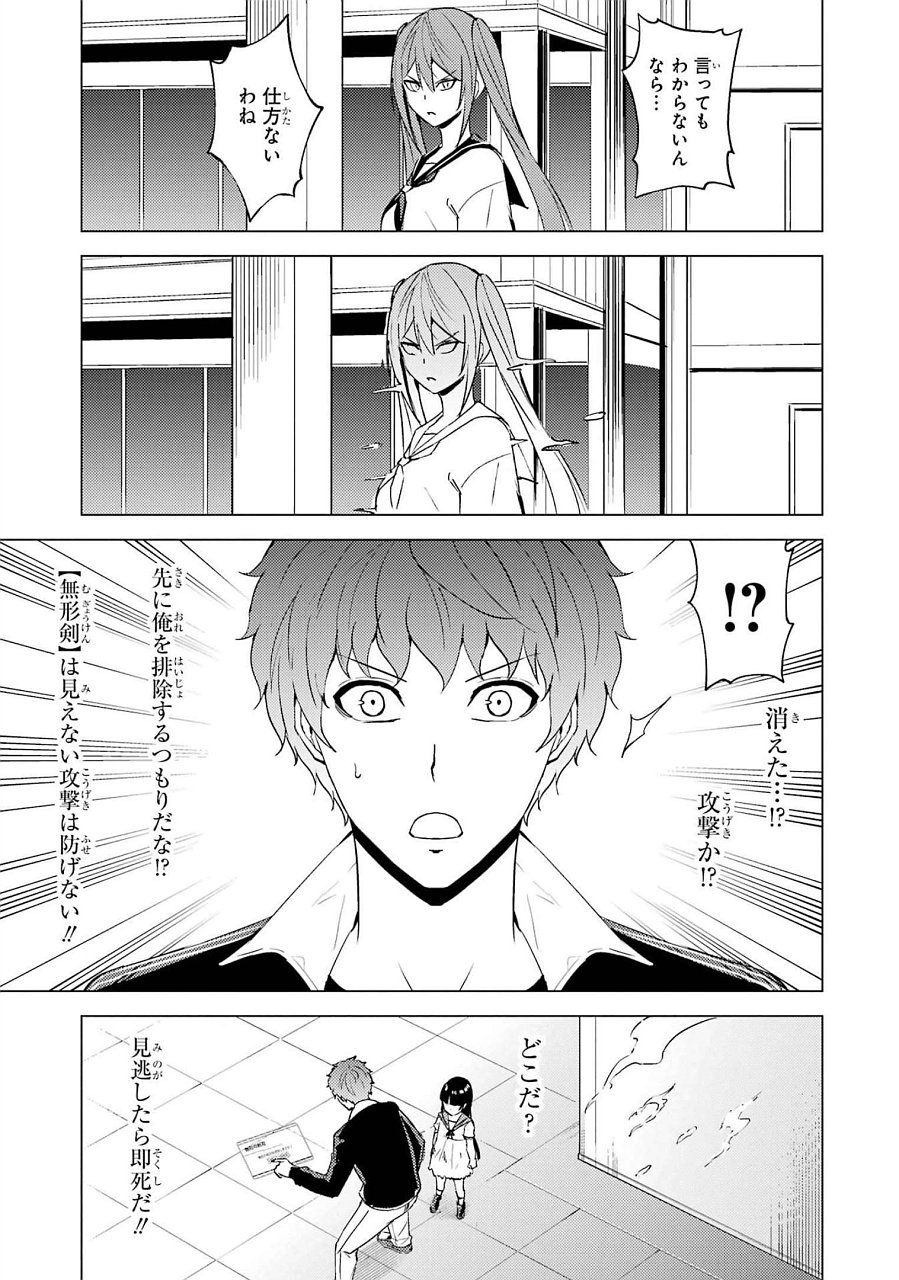 言っても
わからないん
なら…
仕方ない
わね
!?
消えた…!?
攻撃か!?
先に俺を排除するつもりだな!?
【無形剣】は見えない攻撃は防げない!!
どこだ?
見逃したら即死だ!!